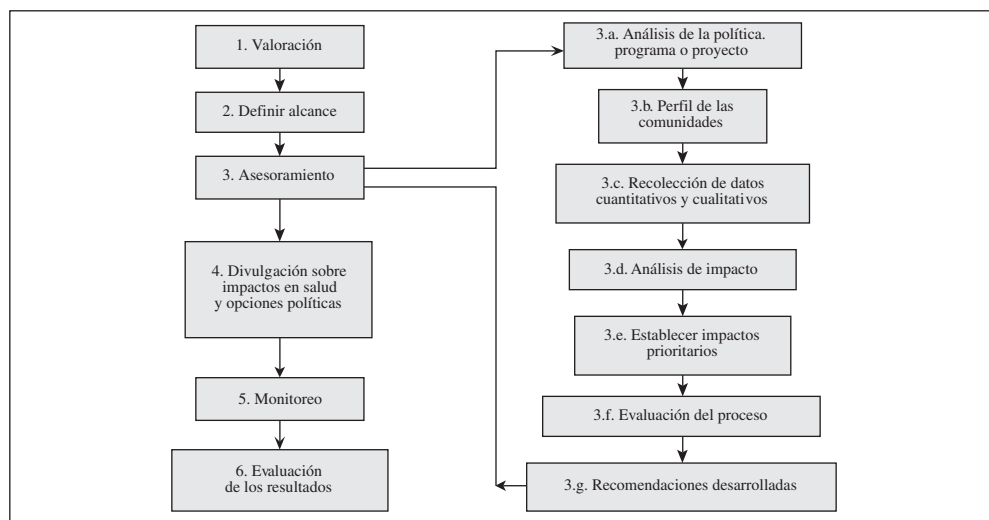 1. Valoración
2. Definir alcance
3. Asesoramiento
4. Divulgación sobre
impactos en salud
y opciones políticas
5. Monitoreo
6. Evaluación
de los resultados
3.a. Análisis de la política.
programa o proyecto
3.b. Perfil de las
comunidades
3.c. Recolección de datos
cuantitativos y cualitativos
3.d. Análisis de impacto
3.e. Establecer impactos
prioritarios
3.f. Evaluación del proceso
3.g. Recomendaciones desarrolladas